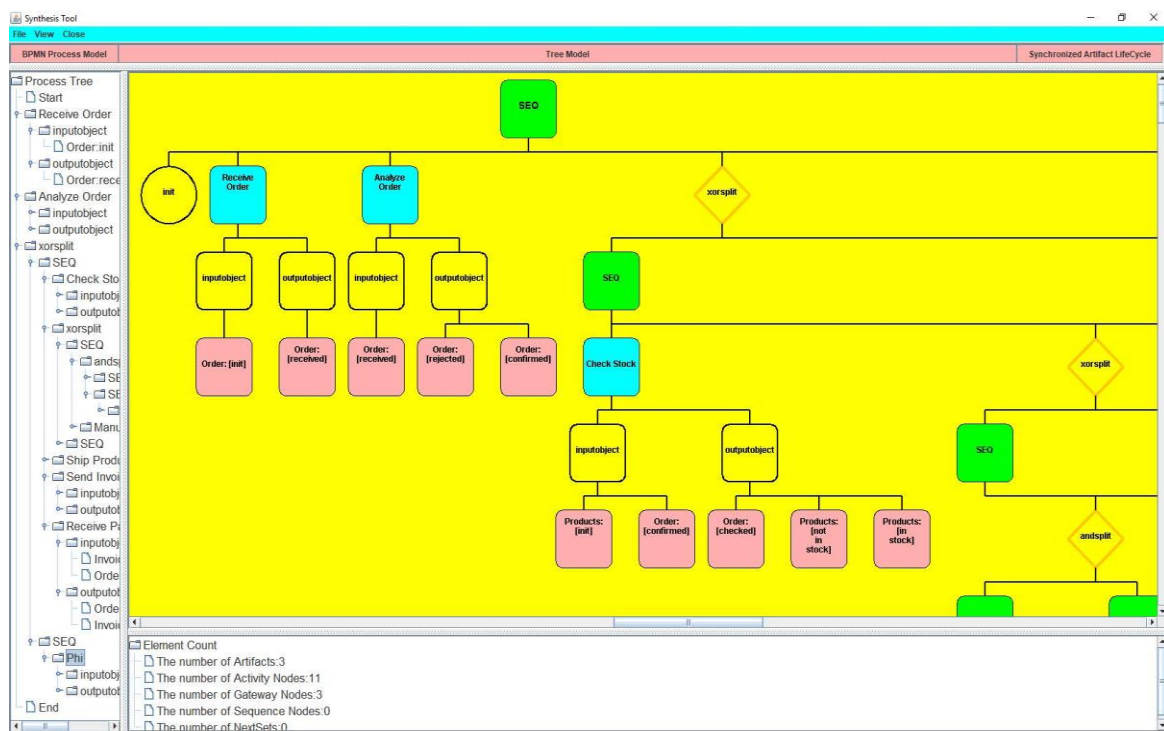 Synthesis Tool
File View Close
BPMN Process Model Tree Model Synchronized Artifact LifeCycle
Process Tree
Start
Receive Order
inputobject
Order:init
outputobject
Order:rece
Analyze Order
inputobject
outputobject
xorsplit
SEQ
Check Sto
inputobj
outputob
xorsplit
SEQ
ands
SE
SE
Manu
SEQ
Ship Produ
Send Invoi
inputobj
outputob
Receive Pa
inputobj
Invoic
Orde
outputob
Orde
Invoic
SEQ
Phi
inputobj
outputob
End
SEQ
init
Receive
Order
Analyze
Order
xorsplit
inputobject outputobject inputobject outputobject
SEQ
Order: [init]
Order:
[received]
Order:
[received]
Order:
[rejected]
Order:
[confirmed]
Check Stock
xorsplit
inputobject
outputobject
SEQ
Products:
[init]
Order:
[confirmed]
Order:
[checked]
Products:
[not
in
stock]
Products:
[in
stock]
andsplit
Element Count
The number of Artifacts:3
The number of Activity Nodes:11
The number of Gateway Nodes:3
The number of Sequence Nodes:0
The number of NextSets:0